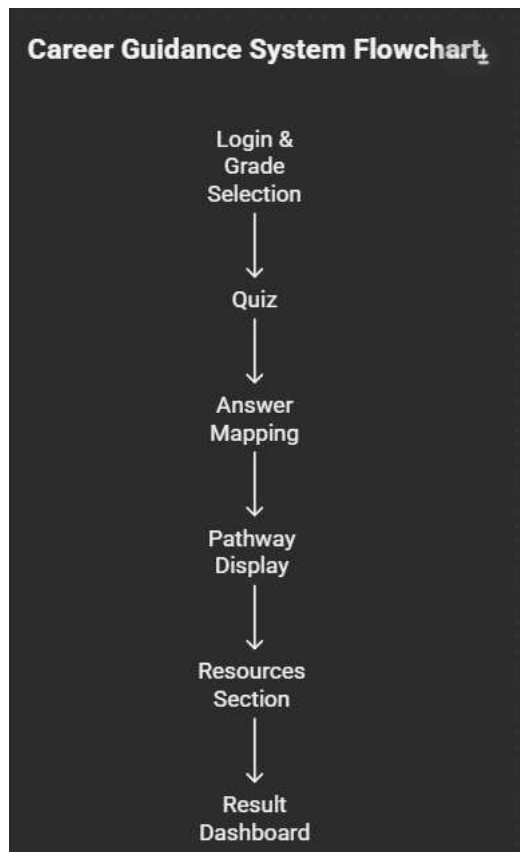 Career Guidance System Flowchart
Login &
Grade
Selection
Quiz
Answer
Mapping
Pathway
Display
Resources
Section
Result
Dashboard